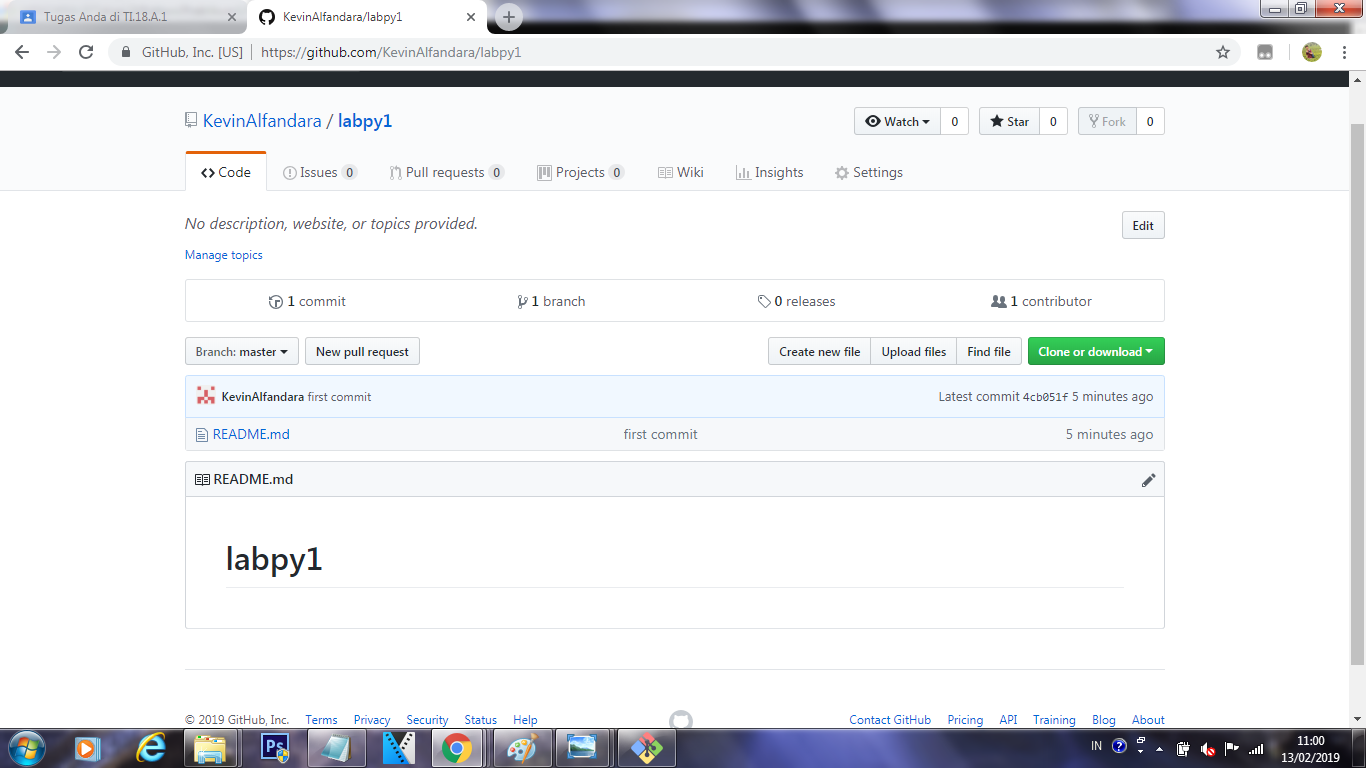 Tugas Anda di TI.18.A.1
KevinAlfandara/labpy1
GitHub, Inc. [US] https://github.com/KevinAlfandara/labpy1
KevinAlfandara / labpy1
Watch 0 Star 0 Fork 0
Code Issues 0 Pull requests 0 Projects 0 Wiki Insights Settings
No description, website, or topics provided. Edit
Manage topics
1 commit 1 branch 0 releases 1 contributor
Branch: master New pull request Create new file Upload files Find file Clone or download
KevinAlfandara first commit Latest commit 4cb051f 5 minutes ago
README.md first commit 5 minutes ago
README.md
labpy1
© 2019 GitHub, Inc. Terms Privacy Security Status Help Contact GitHub Pricing API Training Blog About
Ps
IN 11:00
13/02/2019